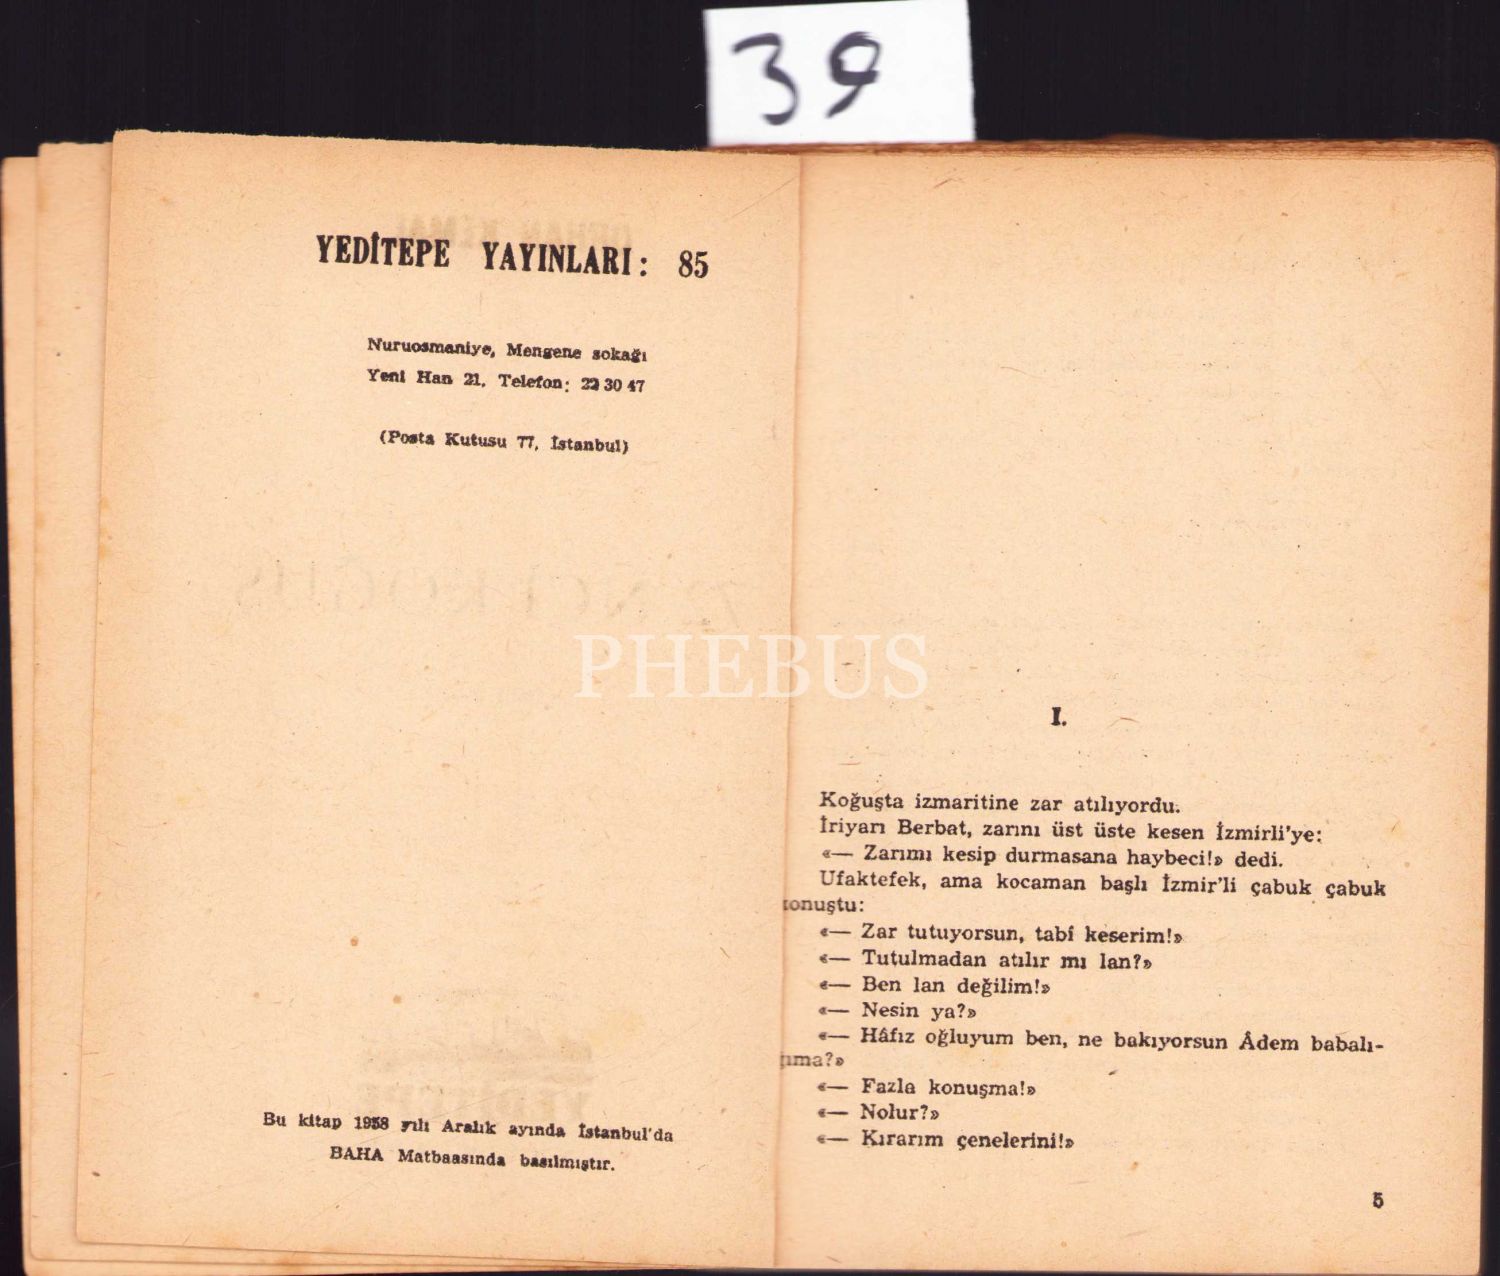 39
YEDİTEPE YAYINLARI: 85
Nuruosmaniye, Mengene sokağı
Yeni Han 21. Telefon: 22 30 47
(Posta Kutusu 77, İstanbul)
Bu kitap 1958 yılı Aralık ayında İstanbul'da
BAHA Matbaasında basılmıştır.
PHEBUS
I.
Koğuşta izmaritine zar atılıyordu.
İriyarı Berbat, zarını üst üste kesen İzmirli'ye:
«— Zarımı kesip durmasana haybeci!» dedi.
Ufaktefek, ama kocaman başlı İzmir'li çabuk çabuk
konuştu:
«— Zar tutuyorsun, tabî keserim!»
«— Tutulmadan atılır mı lan?»
«— Ben lan değilim!»
«— Nesin ya?»
«— Hâfız oğluyum ben, ne bakıyorsun Âdem babalı-
ğıma?»
«— Fazla konuşma!»
«— Nolur?»
«— Kırarım çenelerini!»
5